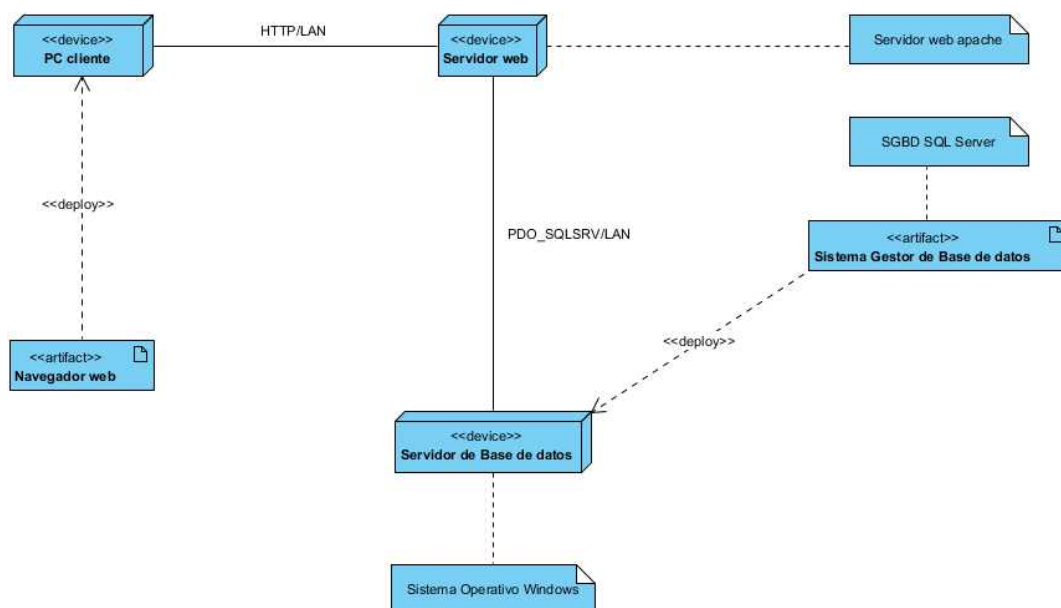 <<device>>
PC cliente
HTTP/LAN
<<device>>
Servidor web
Servidor web apache
SGBD SQL Server
<<deploy>>
PDO_SQLSRV/LAN
<<artifact>>
Sistema Gestor de Base de datos
<<deploy>>
<<artifact>>
Navegador web
<<device>>
Servidor de Base de datos
Sistema Operativo Windows